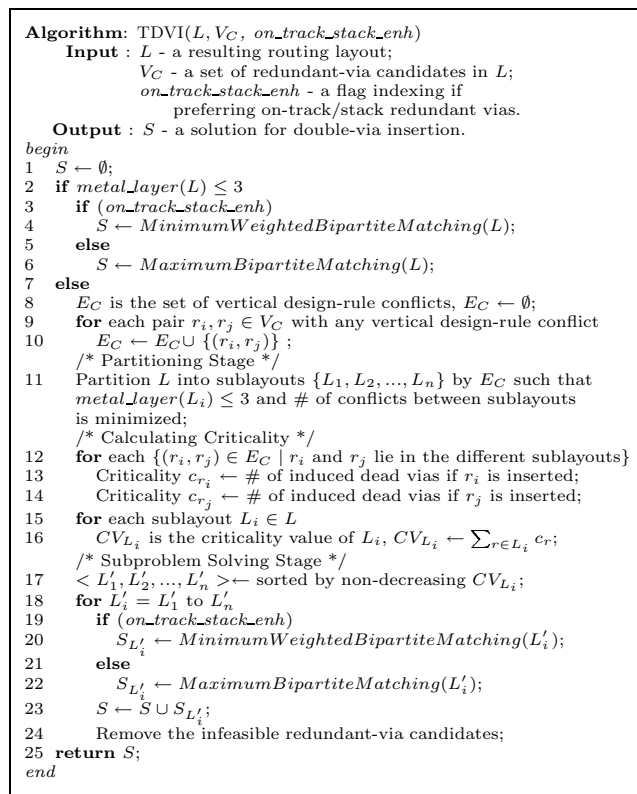 Algorithm: TDVI(L, V_C, on_track_stack_enh)
Input : L - a resulting routing layout;
V_C - a set of redundant-via candidates in L;
on_track_stack_enh - a flag indexing if
preferring on-track/stack redundant vias.
Output : S - a solution for double-via insertion.
begin
1 S ← ∅;
2 if metal_layer(L) ≤ 3
3 if (on_track_stack_enh)
4 S ← MinimumWeightedBipartiteMatching(L);
5 else
6 S ← MaximumBipartiteMatching(L);
7 else
8 E_C is the set of vertical design-rule conflicts, E_C ← ∅;
9 for each pair r_i, r_j ∈ V_C with any vertical design-rule conflict
10 E_C ← E_C ∪ {(r_i, r_j)} ;
/* Partitioning Stage */
11 Partition L into sublayouts {L_1, L_2, ..., L_n} by E_C such that
metal_layer(L_i) ≤ 3 and # of conflicts between sublayouts
is minimized;
/* Calculating Criticality */
12 for each {(r_i, r_j) ∈ E_C | r_i and r_j lie in the different sublayouts}
13 Criticality c_{r_i} ← # of induced dead vias if r_i is inserted;
14 Criticality c_{r_j} ← # of induced dead vias if r_j is inserted;
15 for each sublayout L_i ∈ L
16 CV_{L_i} is the criticality value of L_i, CV_{L_i} ← ∑_{r∈L_i} c_r;
/* Subproblem Solving Stage */
17 < L'_1, L'_2, ..., L'_n > ← sorted by non-decreasing CV_{L_i};
18 for L'_i = L'_1 to L'_n
19 if (on_track_stack_enh)
20 S_{L'_i} ← MinimumWeightedBipartiteMatching(L'_i);
21 else
22 S_{L'_i} ← MaximumBipartiteMatching(L'_i);
23 S ← S ∪ S_{L'_i};
24 Remove the infeasible redundant-via candidates;
25 return S;
end